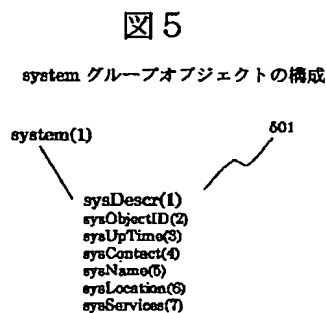 図5
system グループオブジェクトの構成
system(1)
501
sysDescr(1)
sysObjectID(2)
sysUpTime(3)
sysContact(4)
sysName(5)
sysLocation(6)
sysServices(7)